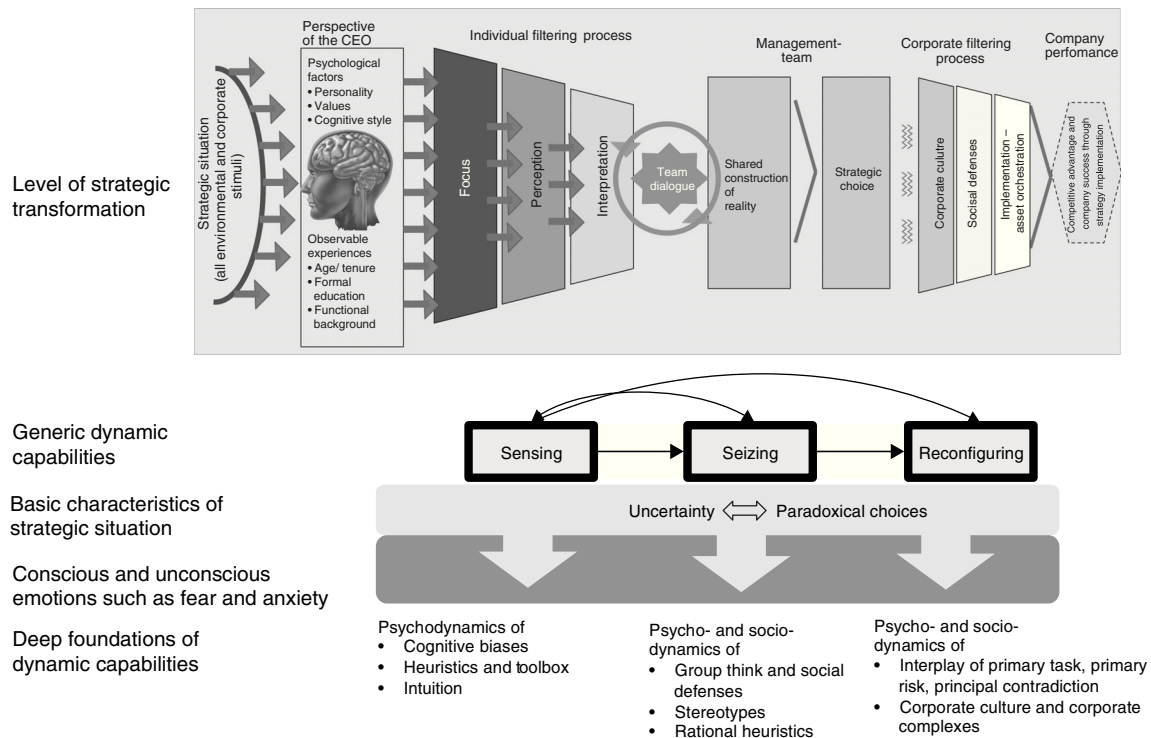 Perspective
of the CEO
Individual filtering process
Management-
team
Corporate filtering
process
Company
perfomance
Level of strategic
transformation
Strategic situation
(all environmental and corporate
stimuli)
Psychological
factors
• Personality
• Values
• Cognitive style
Observable
experiences
• Age/ tenure
• Formal
education
• Functional
background
Focus
Perception
Interpretation
Team
dialogue
Shared
construction
of
reality
Strategic
choice
Corporate cululre
Socisal defenses
Implementation –
asset orchestration
Competitive advantage and
company success through
strategy implementation
Generic dynamic
capabilities
Sensing
Seizing
Reconfiguring
Basic characteristics of
strategic situation
Uncertainty
Paradoxical choices
Conscious and unconscious
emotions such as fear and anxiety
Deep foundations of
dynamic capabilities
Psychodynamics of
• Cognitive biases
• Heuristics and toolbox
• Intuition
Psycho- and socio-
dynamics of
• Group think and social
defenses
• Stereotypes
• Rational heuristics
Psycho- and socio-
dynamics of
• Interplay of primary task, primary
risk, principal contradiction
• Corporate culture and corporate
complexes